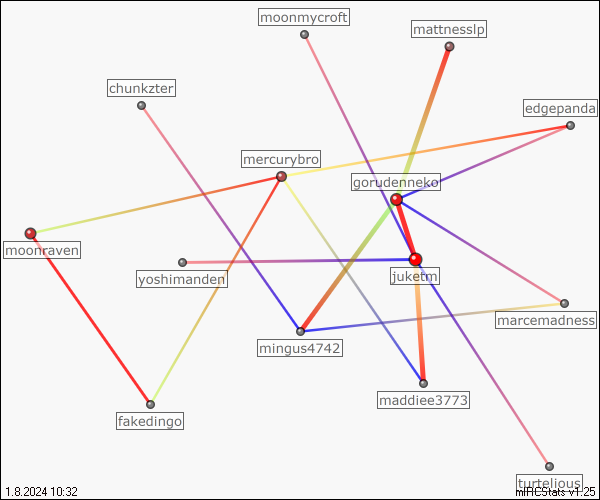 moonmycroft
mattnesslp
chunkzter
edgepanda
mercurybro
gorudenneko
moonraven
yoshimanden
juketm
marcemadness
mingus4742
maddiee3773
fakedingo
turtelious
1.8.2024 10:32
mIRCStats v1.25